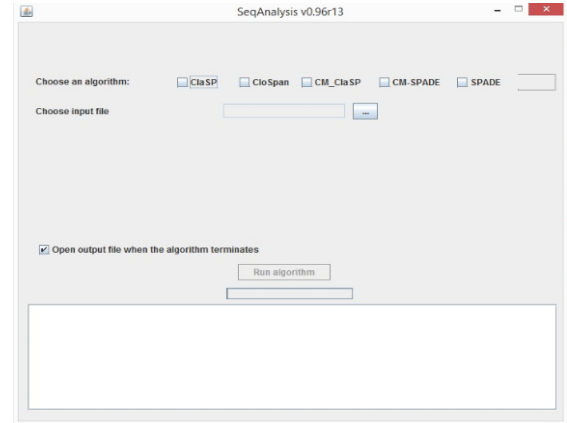 SeqAnalysis v0.96r13
Choose an algorithm: ClaSP CloSpan CM_ClaSP CM-SPADE SPADE
Choose input file ...
Open output file when the algorithm terminates
Run algorithm